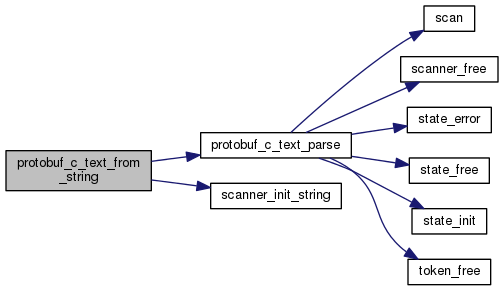 protobuf_c_text_from
_string
protobuf_c_text_parse
scanner_init_string
scan
scanner_free
state_error
state_free
state_init
token_free